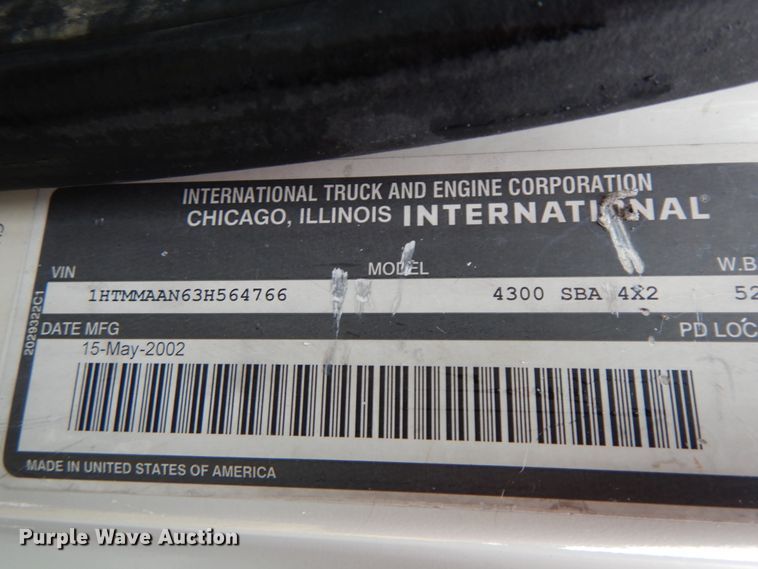 INTERNATIONAL TRUCK AND ENGINE CORPORATION
CHICAGO, ILLINOIS INTERNATIONAL®
VIN MODEL W.B
1HTMMAAN63H564766 4300 SBA 4X2 52
DATE MFG PD LOC
15-May-2002
MADE IN UNITED STATES OF AMERICA
2029322C1
Purple Wave Auction